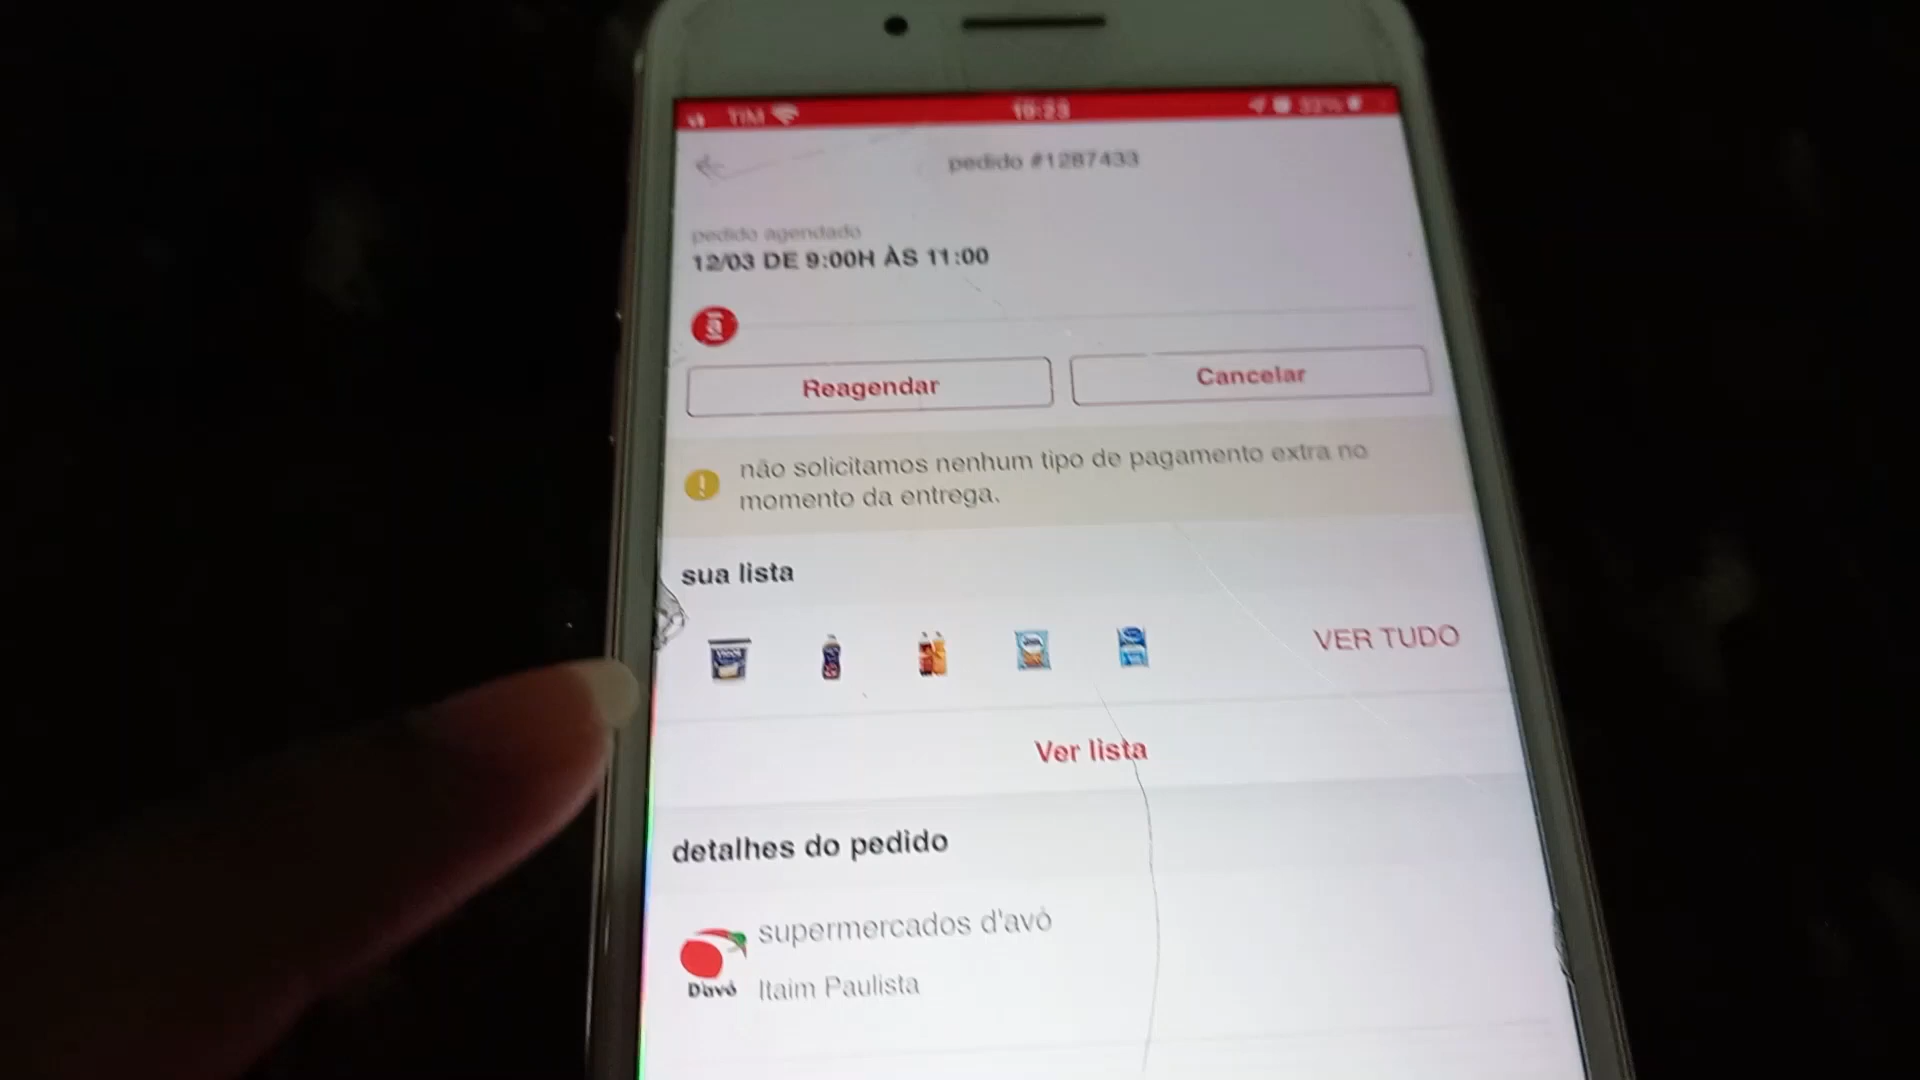 TIM 19:23
pedido #1287433
pedido agendado
12/03 DE 9:00H ÀS 11:00
a
Reagendar
Cancelar
não solicitamos nenhum tipo de pagamento extra no
momento da entrega.
sua lista
VER TUDO
Ver lista
detalhes do pedido
supermercados d'avó
D'avó
Itaim Paulista